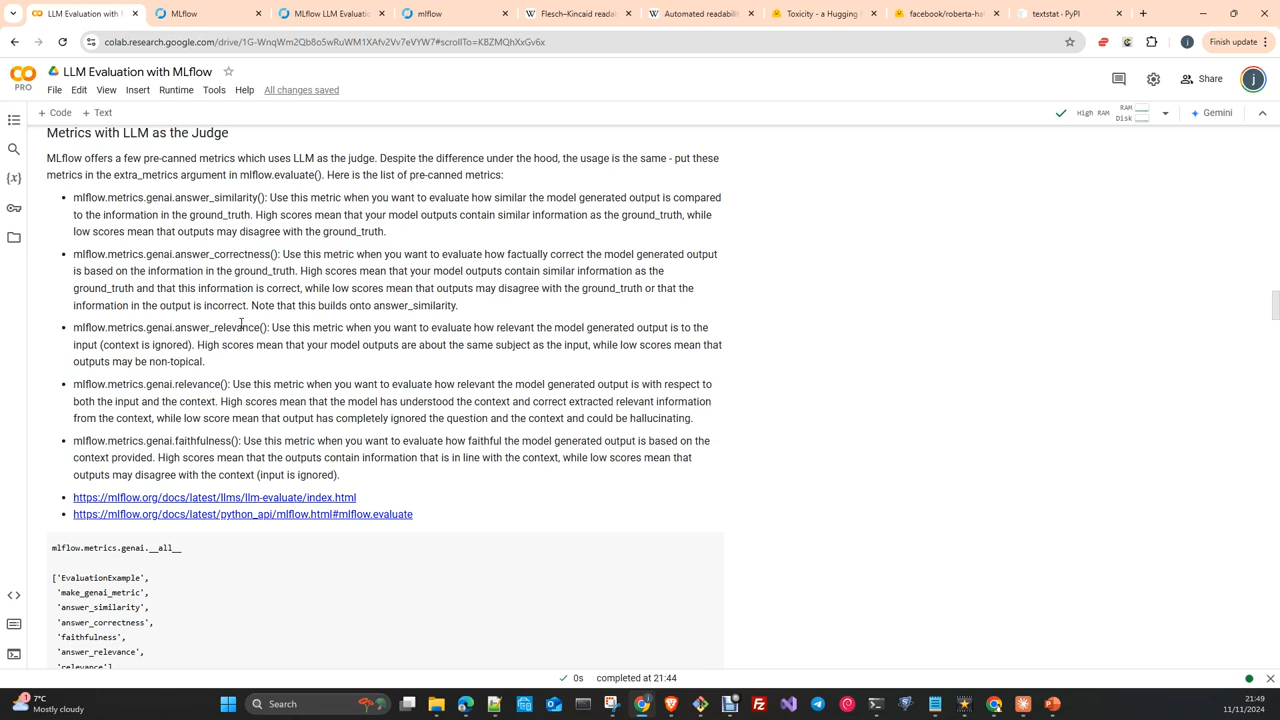 LLM Evaluation with MLf
MLflow
MLflow LLM Evaluatio
mlflow
Flesch–Kincaid readab
Automated readability
Toxicity - a Hugging
facebook/roberta-hat
textstat · PyPI
colab.research.google.com/drive/1G-WnqWm2Qb8o5wRuWM1XAfv2Vv7eVYW7#scrollTo=KBZMQhXxGv6x
Finish update
PRO
LLM Evaluation with MLflow
File Edit View Insert Runtime Tools Help All changes saved
Share
+ Code + Text
High RAM
RAM
Disk
Gemini
Metrics with LLM as the Judge
MLflow offers a few pre-canned metrics which uses LLM as the judge. Despite the difference under the hood, the usage is the same - put these
metrics in the extra_metrics argument in mlflow.evaluate(). Here is the list of pre-canned metrics:
• mlflow.metrics.genai.answer_similarity(): Use this metric when you want to evaluate how similar the model generated output is compared
to the information in the ground_truth. High scores mean that your model outputs contain similar information as the ground_truth, while
low scores mean that outputs may disagree with the ground_truth.
• mlflow.metrics.genai.answer_correctness(): Use this metric when you want to evaluate how factually correct the model generated output
is based on the information in the ground_truth. High scores mean that your model outputs contain similar information as the
ground_truth and that this information is correct, while low scores mean that outputs may disagree with the ground_truth or that the
information in the output is incorrect. Note that this builds onto answer_similarity.
• mlflow.metrics.genai.answer_relevance(): Use this metric when you want to evaluate how relevant the model generated output is to the
input (context is ignored). High scores mean that your model outputs are about the same subject as the input, while low scores mean that
outputs may be non-topical.
• mlflow.metrics.genai.relevance(): Use this metric when you want to evaluate how relevant the model generated output is with respect to
both the input and the context. High scores mean that the model has understood the context and correct extracted relevant information
from the context, while low score mean that output has completely ignored the question and the context and could be hallucinating.
• mlflow.metrics.genai.faithfulness(): Use this metric when you want to evaluate how faithful the model generated output is based on the
context provided. High scores mean that the outputs contain information that is in line with the context, while low scores mean that
outputs may disagree with the context (input is ignored).
• https://mlflow.org/docs/latest/llms/llm-evaluate/index.html
• https://mlflow.org/docs/latest/python_api/mlflow.html#mlflow.evaluate
mlflow.metrics.genai.__all__
['EvaluationExample',
'make_genai_metric',
'answer_similarity',
'answer_correctness',
'faithfulness',
'answer_relevance',
'relevance']
0s completed at 21:44
7°C
Mostly cloudy
Search
21:49
11/11/2024